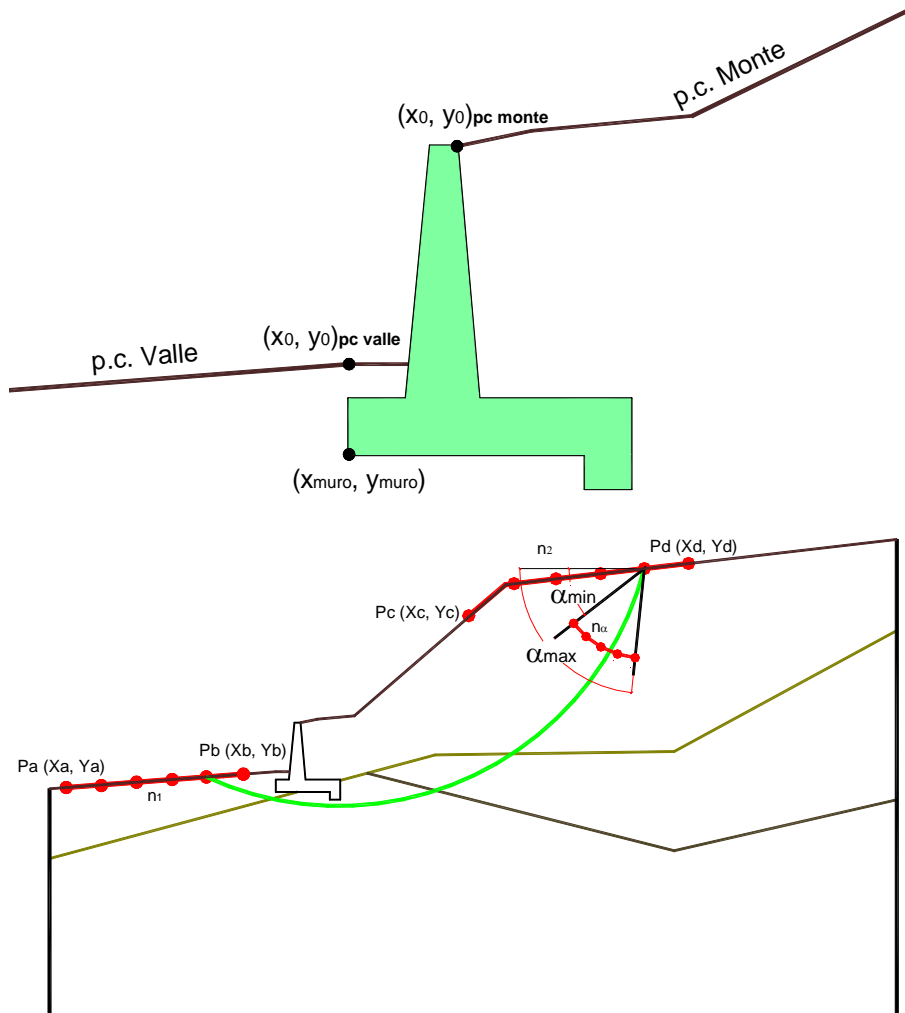 p.c. Monte
(x0, y0)pc monte
(x0, y0)pc valle
p.c. Valle
(xmuro, ymuro)
n2
Pd (Xd, Yd)
αmin
Pc (Xc, Yc)
nα
αmax
Pb (Xb, Yb)
Pa (Xa, Ya)
n1